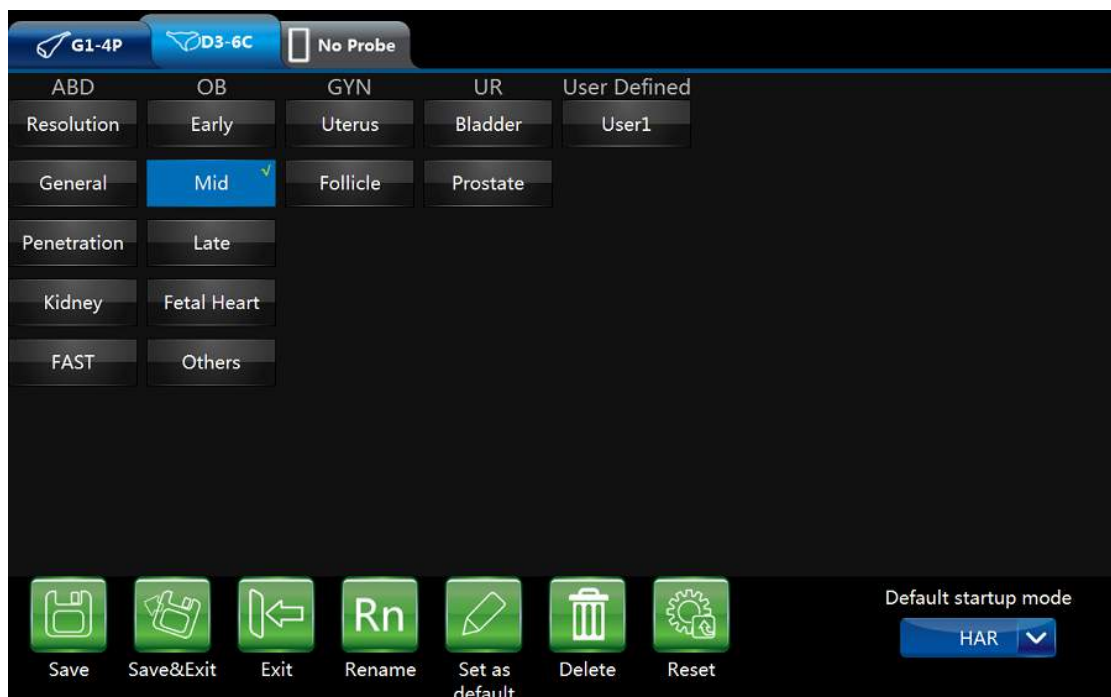 G1-4P D3-6C No Probe
ABD OB GYN UR User Defined
Resolution Early Uterus Bladder User1
General Mid √ Follicle Prostate
Penetration Late
Kidney Fetal Heart
FAST Others
Rn
Default startup mode
HAR
Save Save&Exit Exit Rename Set as Delete Reset
default